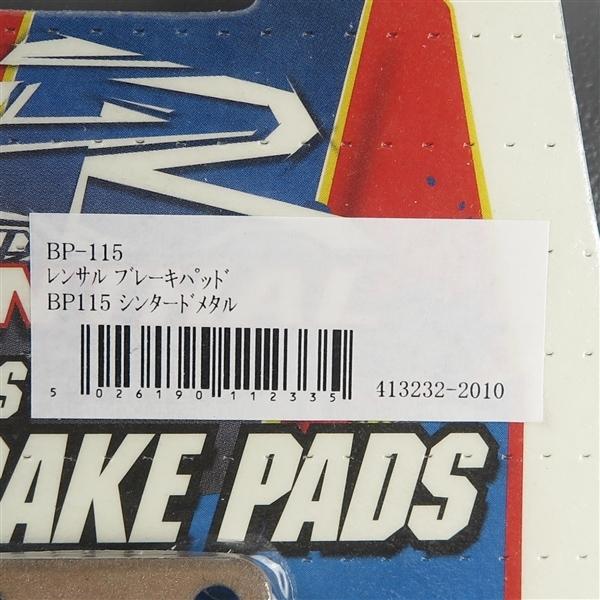 BP-115
レンサル ブレーキパッド
BP115 シンタードメタル
5 026190 112335
413232-2010
S
RAKE PADS